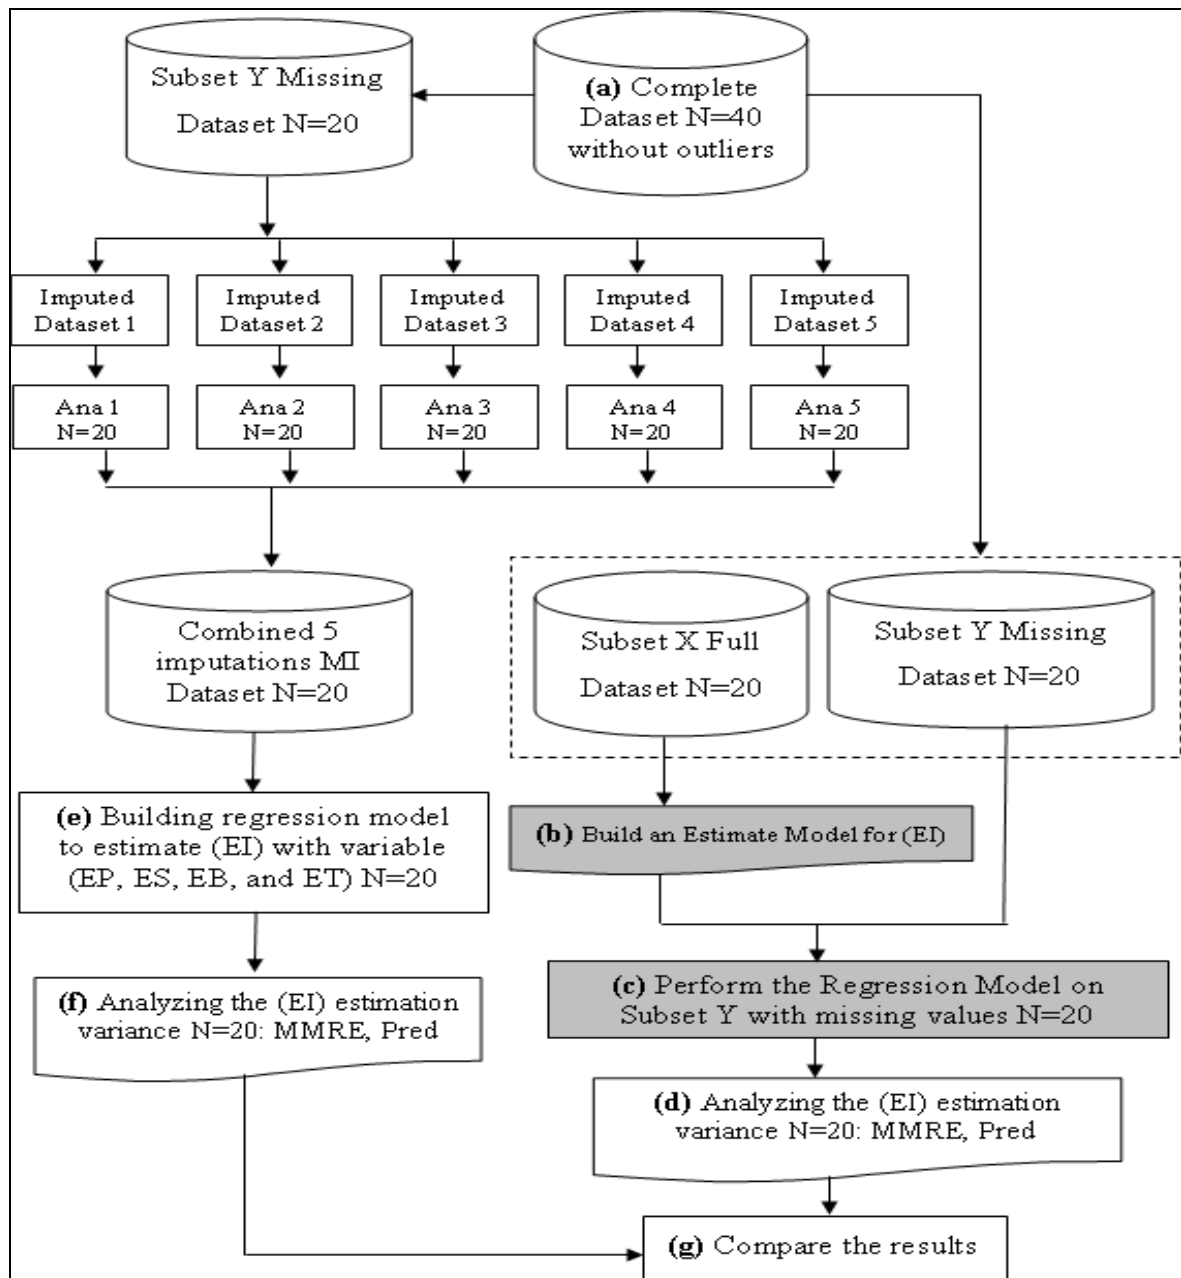 Subset Y Missing
Dataset N=20
(a) Complete
Dataset N=40
without outliers
Imputed
Dataset 1
Imputed
Dataset 2
Imputed
Dataset 3
Imputed
Dataset 4
Imputed
Dataset 5
Ana 1
N=20
Ana 2
N=20
Ana 3
N=20
Ana 4
N=20
Ana 5
N=20
Combined 5
imputations MI
Dataset N=20
Subset X Full
Dataset N=20
Subset Y Missing
Dataset N=20
(e) Building regression model
to estimate (EI) with variable
(EP, ES, EB, and ET) N=20
(b) Build an Estimate Model for (EI)
(f) Analyzing the (EI) estimation
variance N=20: MMRE, Pred
(c) Perform the Regression Model on
Subset Y with missing values N=20
(d) Analyzing the (EI) estimation
variance N=20: MMRE, Pred
(g) Compare the results